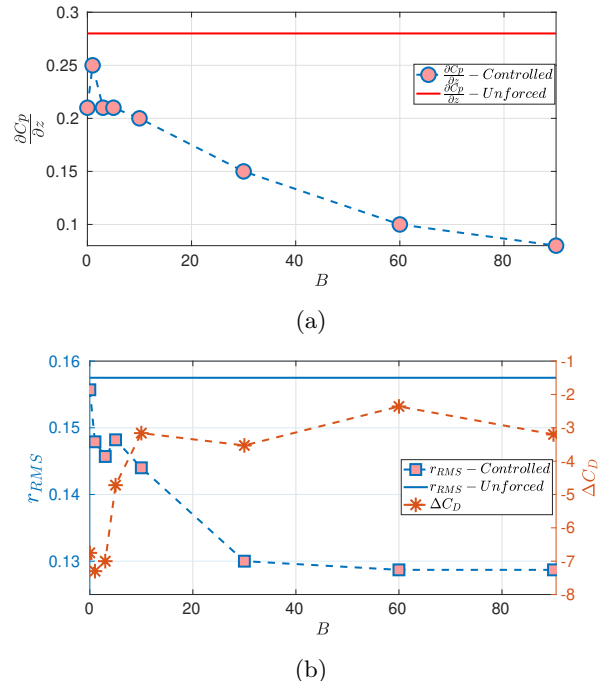 0.3
0.25
0.2
0.15
0.1
∂Cp/∂z
∂Cp/∂z − Controlled
∂Cp/∂z − Unforced
0 20 40 60 80
B
(a)
0.16
0.15
0.14
0.13
r_RMS
r_RMS − Controlled
r_RMS − Unforced
ΔC_D
-1
-2
-3
-4
-5
-6
-7
-8
ΔC_D
0 20 40 60 80
B
(b)